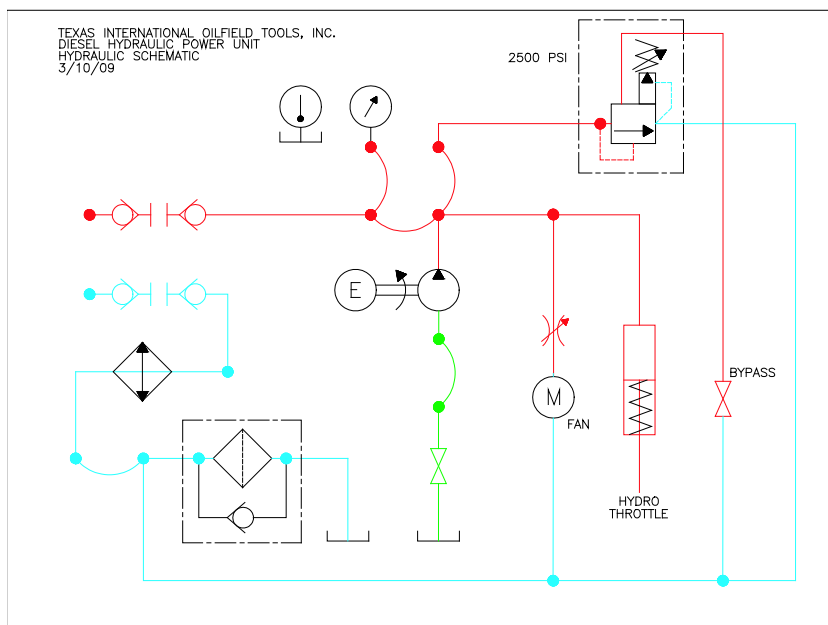 TEXAS INTERNATIONAL OILFIELD TOOLS, INC.
DIESEL HYDRAULIC POWER UNIT
HYDRAULIC SCHEMATIC
3/10/09
2500 PSI
E
M
FAN
BYPASS
HYDRO
THROTTLE